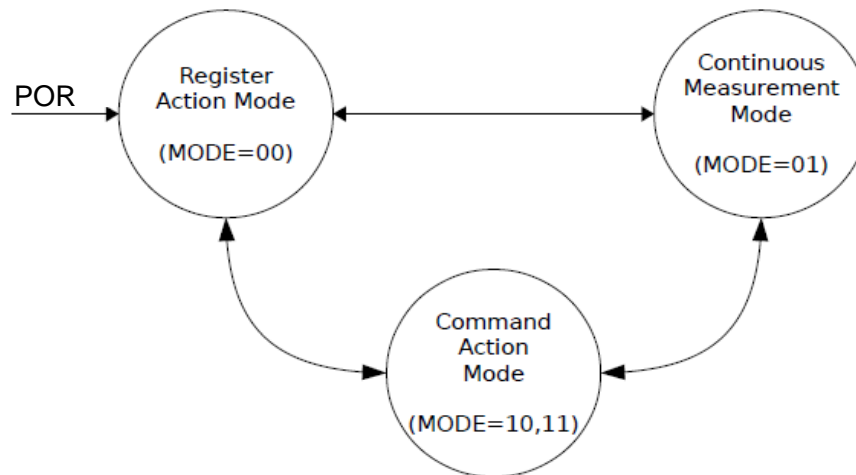 POR
Register
Action Mode
(MODE=00)
Continuous
Measurement
Mode
(MODE=01)
Command
Action
Mode
(MODE=10,11)